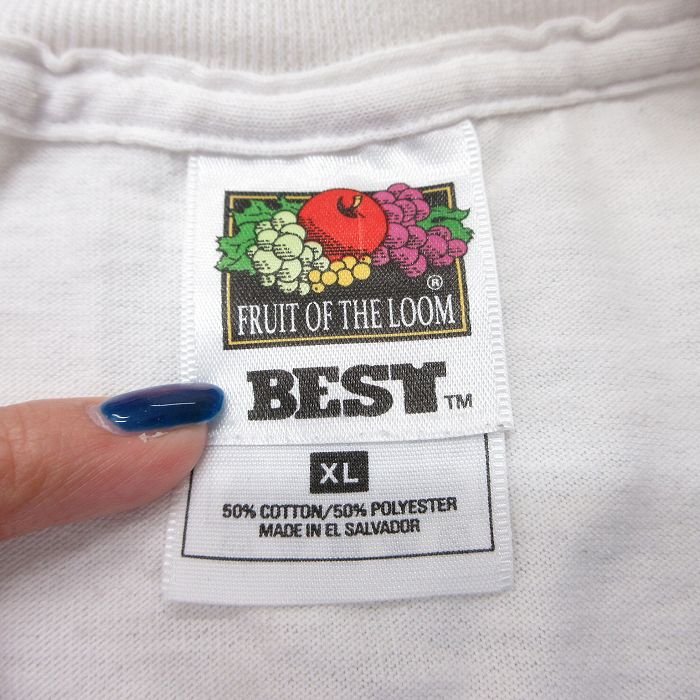 ®
FRUIT OF THE LOOM
BEST TM
XL
50% COTTON/50% POLYESTER
MADE IN EL SALVADOR